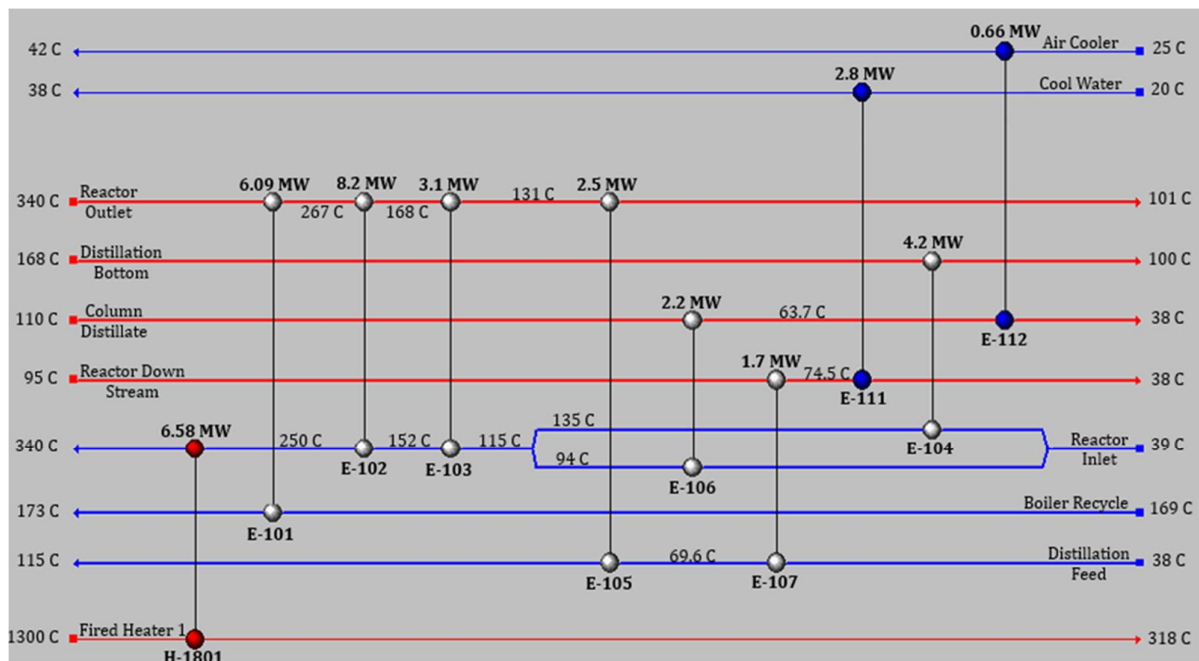 0.66 MW
42 C Air Cooler 25 C
2.8 MW
38 C Cool Water 20 C
6.09 MW 8.2 MW 3.1 MW 131 C 2.5 MW
340 C Reactor 101 C
Outlet 267 C 168 C
4.2 MW
168 C Distillation 100 C
Bottom
2.2 MW
110 C Column 63.7 C 38 C
Distillate
E-112
1.7 MW
95 C Reactor Down 74.5 C 38 C
Stream
E-111
135 C
6.58 MW
340 C 250 C 152 C 115 C E-104 Reactor 39 C
Inlet
E-102 E-103 94 C
E-106
173 C Boiler Recycle 169 C
E-101
115 C 69.6 C Distillation 38 C
Feed
E-105 E-107
1300 C Fired Heater 1 318 C
H-1801